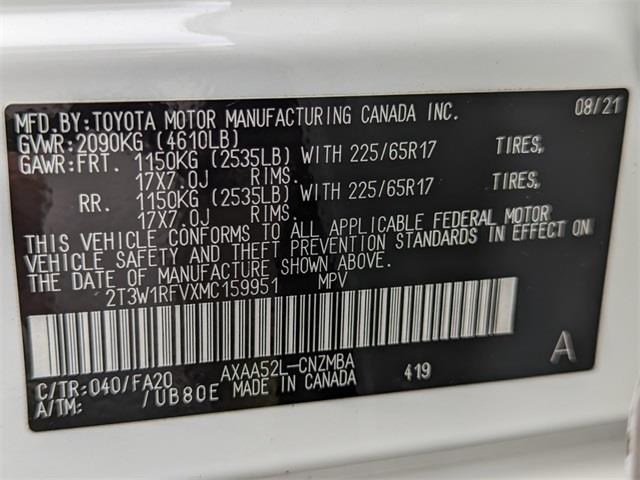 MFD.BY:TOYOTA MOTOR MANUFACTURING CANADA INC. 08/21
GVWR:2090KG (4610LB)
GAWR:FRT. 1150KG (2535LB) WITH 225/65R17 TIRES,
17X7.0J RIMS.
RR. 1150KG (2535LB) WITH 225/65R17 TIRES,
17X7.0J RIMS.
THIS VEHICLE CONFORMS TO ALL APPLICABLE FEDERAL MOTOR
VEHICLE SAFETY AND THEFT PREVENTION STANDARDS IN EFFECT ON
THE DATE OF MANUFACTURE SHOWN ABOVE.
2T3W1RFVXMC159951 MPV
A
C/TR:040/FA20 AXAA52L-CNZMBA 419
A/TM: /UB80E MADE IN CANADA